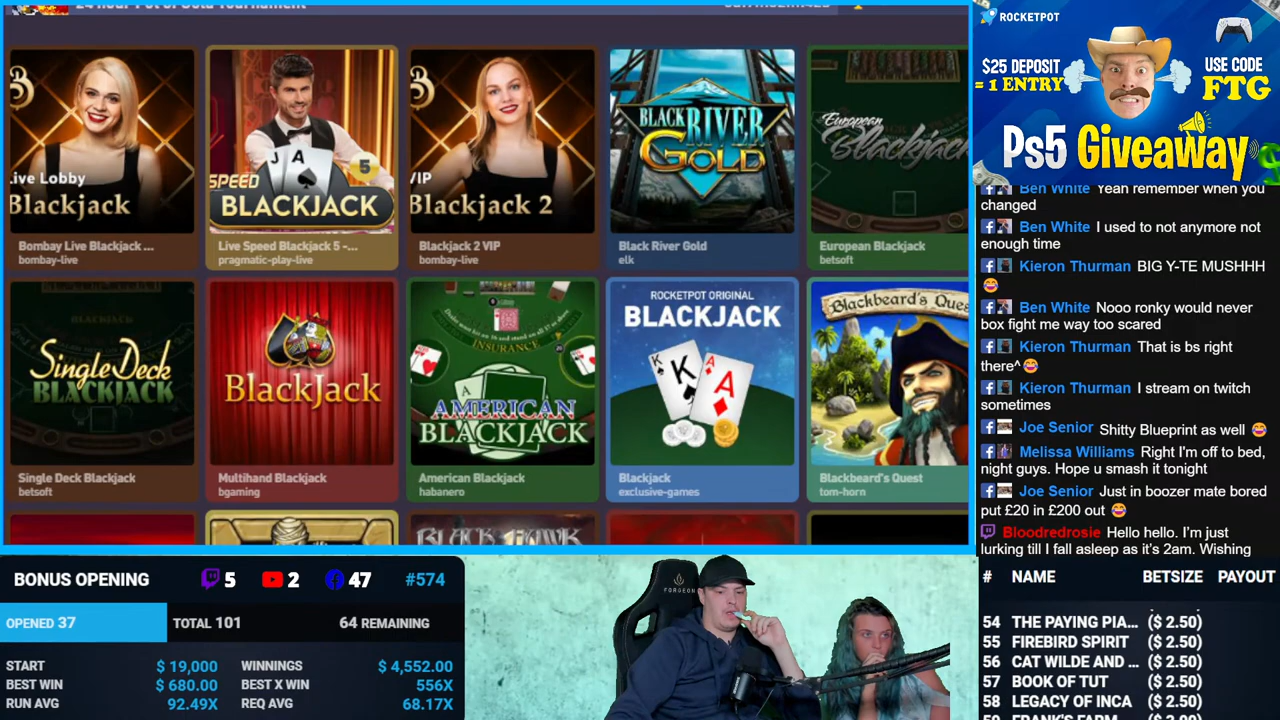 24 Hour Pot of Gold Tournament
Live Lobby
Blackjack
Bombay Live Blackjack ...
bombay-live
J A
5
SPEED
BLACKJACK
Live Speed Blackjack 5 -...
pragmatic-play-live
VIP
Blackjack 2
Blackjack 2 VIP
bombay-live
BLACK RIVER
GOLD
Black River Gold
elk
European
Blackjack
European Blackjack
betsoft
BLACKJACK
Single Deck
BLACKJACK
Single Deck Blackjack
betsoft
BlackJack
Multihand Blackjack
bgaming
INSURANCE
AMERICAN
BLACKJACK
American Blackjack
habanero
ROCKETPOT ORIGINAL
BLACKJACK
K A
Blackjack
exclusive-games
Blackbeard's Quest
Blackbeard's Quest
tom-horn
ROCKETPOT
$25 DEPOSIT
= 1 ENTRY
USE CODE
FTG
Ps5 Giveaway
Ben White Yeah remember when you
changed
Ben White I used to not anymore not
enough time
Kieron Thurman BIG Y-TE MUSHHH
😂
Ben White Nooo ronky would never
box fight me way too scared
Kieron Thurman That is bs right
there^😂
Kieron Thurman I stream on twitch
sometimes
Joe Senior Shitty Blueprint as well 😂
Melissa Williams Right I'm off to bed,
night guys. Hope u smash it tonight
Joe Senior Just in boozer mate bored
put £20 in £200 out 😂
Bloodredrosie Hello hello. I'm just
lurking till I fall asleep as it's 2am. Wishing
BONUS OPENING 5 2 47 #574
OPENED 37 TOTAL 101 64 REMAINING
START $ 19,000 WINNINGS $ 4,552.00
BEST WIN $ 680.00 BEST X WIN 556X
RUN AVG 92.49X REQ AVG 68.17X
FORGEON
# NAME BETSIZE PAYOUT
54 THE PAYING PIA... ($ 2.50)
55 FIREBIRD SPIRIT ($ 2.50)
56 CAT WILDE AND ... ($ 2.50)
57 BOOK OF TUT ($ 2.50)
58 LEGACY OF INCA ($ 2.50)
59 FRANK'S FARM